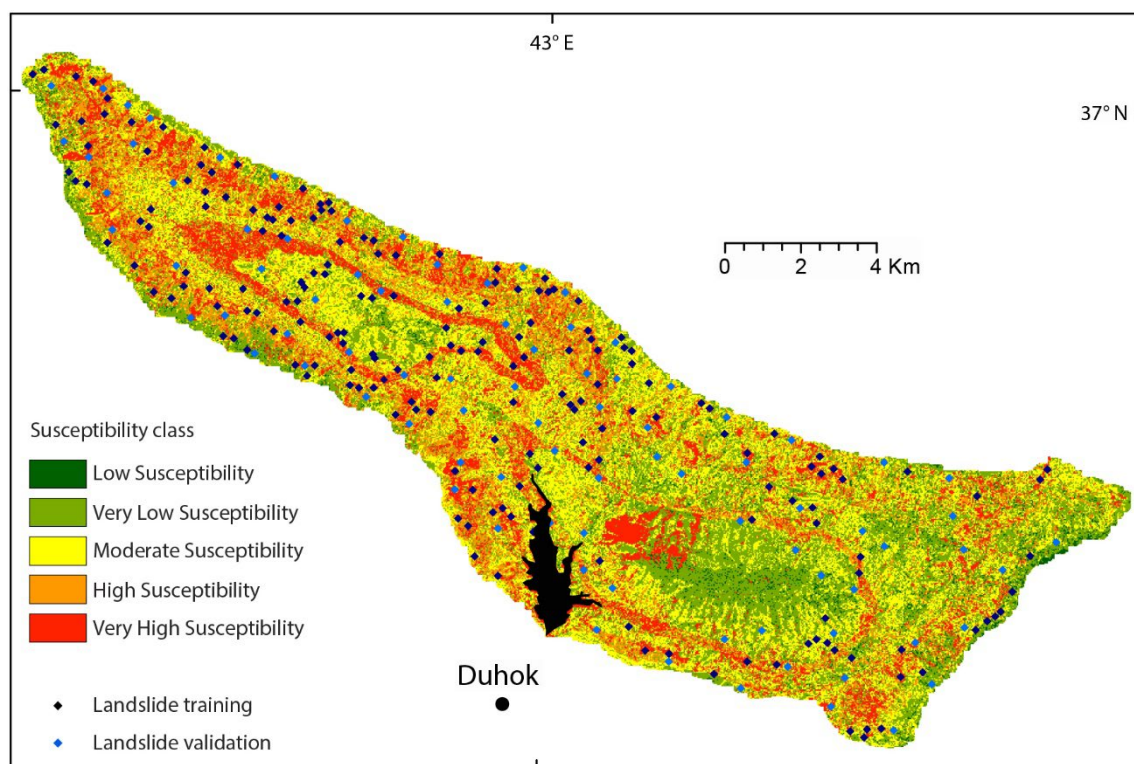 43° E
37° N
0 2 4 Km
Susceptibility class
Low Susceptibility
Very Low Susceptibility
Moderate Susceptibility
High Susceptibility
Very High Susceptibility
Duhok
Landslide training
Landslide validation